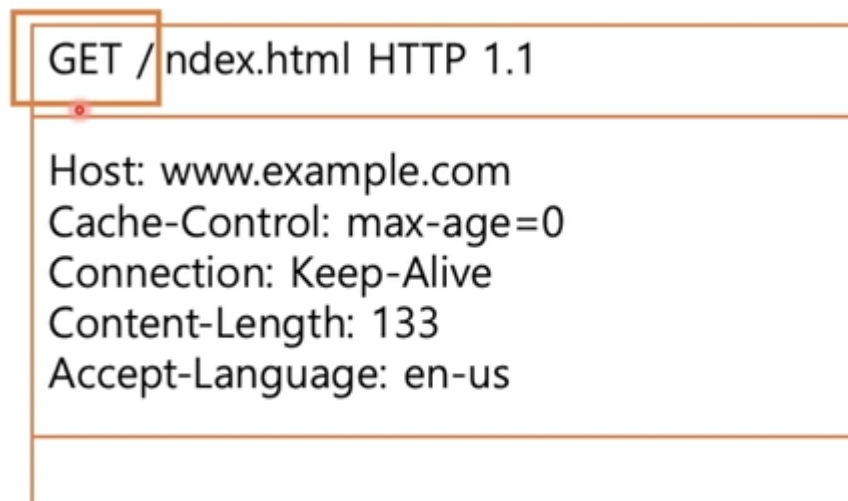 GET /ndex.html HTTP 1.1
Host: www.example.com
Cache-Control: max-age=0
Connection: Keep-Alive
Content-Length: 133
Accept-Language: en-us